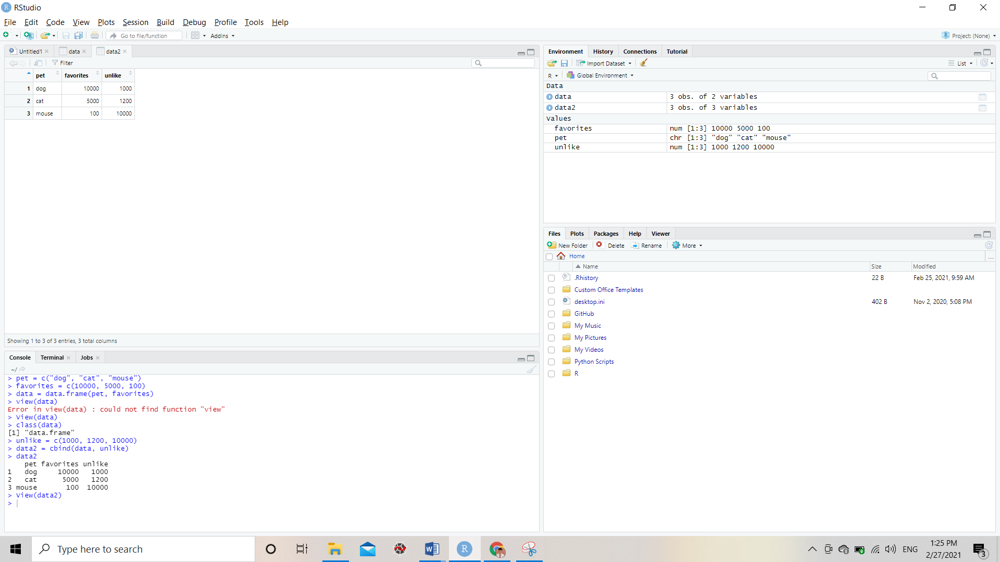 RStudio
File Edit Code View Plots Session Build Debug Profile Tools Help
Go to file/function Addins Project: (None)
Untitled1 data data2
Filter
pet favorites unlike
1 dog 10000 1000
2 cat 5000 1200
3 mouse 100 10000
Showing 1 to 3 of 3 entries, 3 total columns
Console Terminal Jobs
~/
> pet = c("dog", "cat", "mouse")
> favorites = c(10000, 5000, 100)
> data = data.frame(pet, favorites)
> view(data)
Error in view(data) : could not find function "view"
> View(data)
> class(data)
[1] "data.frame"
> unlike = c(1000, 1200, 10000)
> data2 = cbind(data, unlike)
> data2
pet favorites unlike
1 dog 10000 1000
2 cat 5000 1200
3 mouse 100 10000
> View(data2)
>
Environment History Connections Tutorial
Import Dataset List
R Global Environment
Data
data 3 obs. of 2 variables
data2 3 obs. of 3 variables
Values
favorites num [1:3] 10000 5000 100
pet chr [1:3] "dog" "cat" "mouse"
unlike num [1:3] 1000 1200 10000
Files Plots Packages Help Viewer
New Folder Delete Rename More
Home ...
Name Size Modified
.Rhistory 22 B Feb 25, 2021, 9:59 AM
Custom Office Templates
desktop.ini 402 B Nov 2, 2020, 5:08 PM
GitHub
My Music
My Pictures
My Videos
Python Scripts
R
Type here to search
ENG
1:25 PM
2/27/2021
3